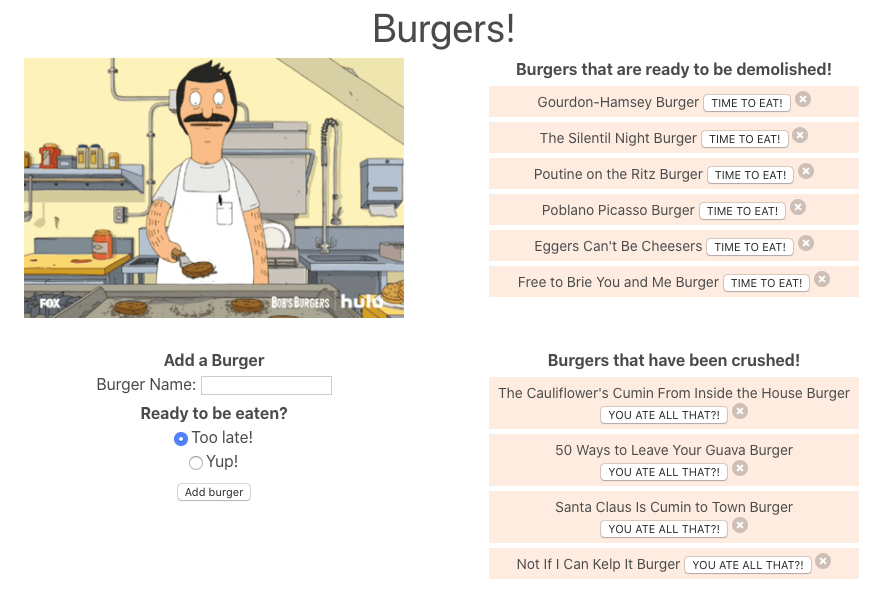 Burgers!
FOX
BOB'S BURGERS hulu
Add a Burger
Burger Name:
Ready to be eaten?
Too late!
Yup!
Add burger
Burgers that are ready to be demolished!
Gourdon-Hamsey Burger TIME TO EAT!
The Silentil Night Burger TIME TO EAT!
Poutine on the Ritz Burger TIME TO EAT!
Poblano Picasso Burger TIME TO EAT!
Eggers Can't Be Cheesers TIME TO EAT!
Free to Brie You and Me Burger TIME TO EAT!
Burgers that have been crushed!
The Cauliflower's Cumin From Inside the House Burger
YOU ATE ALL THAT?!
50 Ways to Leave Your Guava Burger
YOU ATE ALL THAT?!
Santa Claus Is Cumin to Town Burger
YOU ATE ALL THAT?!
Not If I Can Kelp It Burger YOU ATE ALL THAT?!